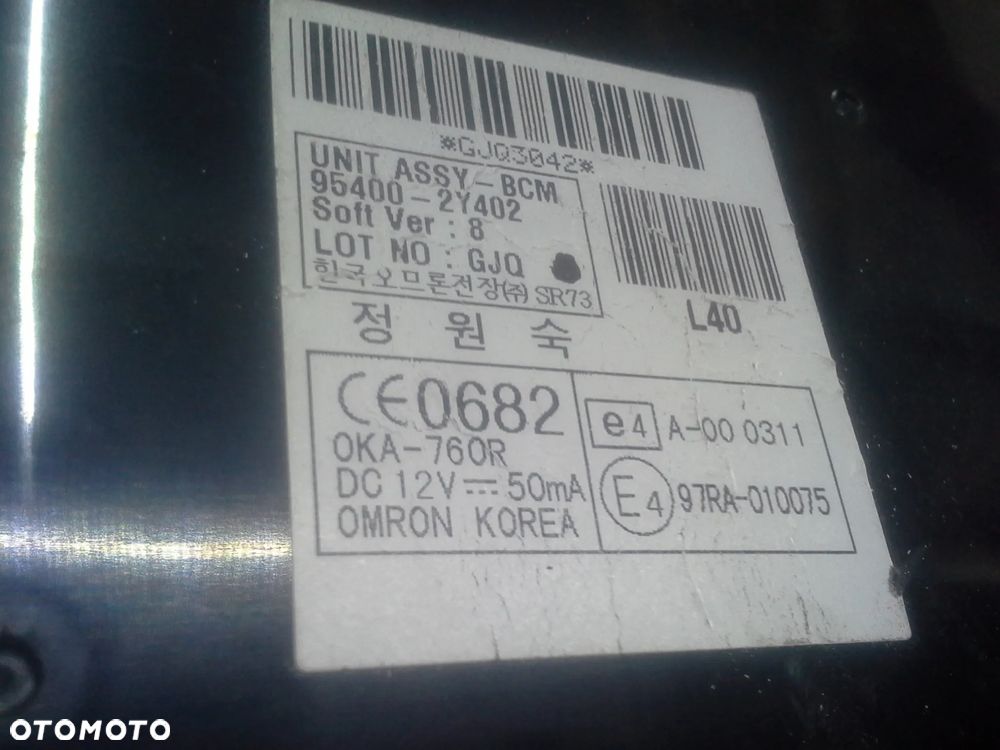 *GJQ3042*
UNIT ASSY-BCM
95400-2Y402
Soft Ver : 8
LOT NO : GJQ
한국오므론전장(주) SIR73
L40
정 원 숙
CE0682
OKA-760R
DC 12V ⎓ 50mA
OMRON KOREA
e4 A-00 0311
E4 97RA-010075
OTOMOTO